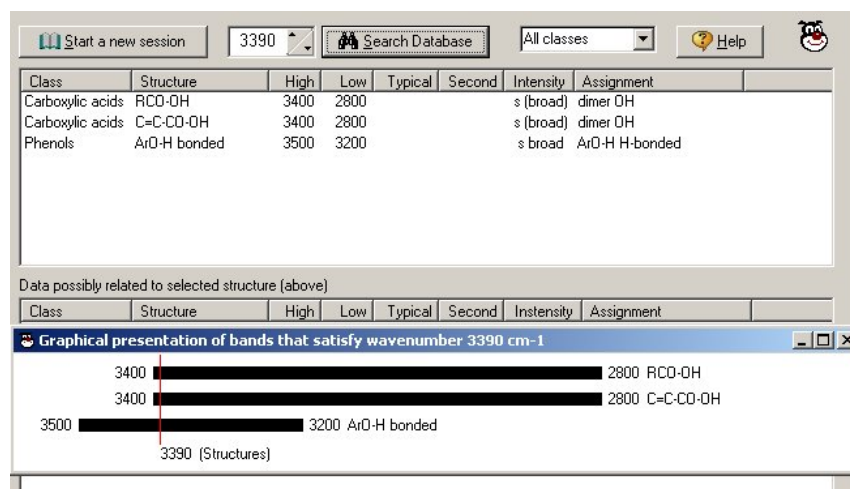 Start a new session 3390 Search Database All classes Help
Class Structure High Low Typical Second Intensity Assignment
Carboxylic acids RCO-OH 3400 2800 s (broad) dimer OH
Carboxylic acids C=C-CO-OH 3400 2800 s (broad) dimer OH
Phenols ArO-H bonded 3500 3200 s broad ArO-H H-bonded
Data possibly related to selected structure (above)
Class Structure High Low Typical Second Instensity Assignment
Graphical presentation of bands that satisfy wavenumber 3390 cm-1
3400 2800 RCO-OH
3400 2800 C=C-CO-OH
3500 3200 ArO-H bonded
3390 (Structures)